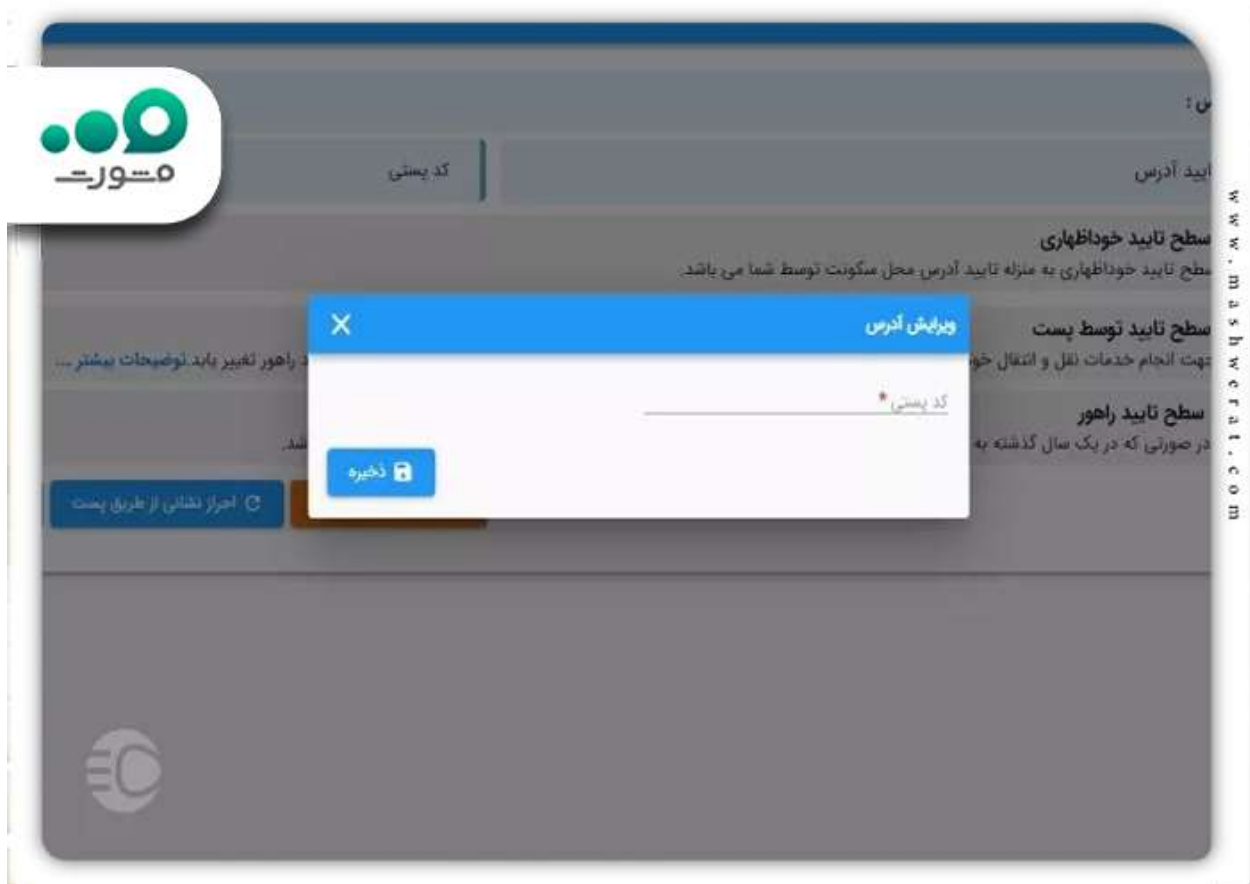 مشورت
س :
ایید آدرس
کد پستی
سطح تایید خوداظهاری
سطح تایید خوداظهاری به منزله تایید آدرس محل سکونت توسط شما می باشد.
ویرایش آدرس
سطح تایید توسط پست
جهت انجام خدمات نقل و انتقال
راهور تغییر یابد.توضیحات بیشتر ...
کد پستی *
سطح تایید راهور
در صورتی که در یک سال گذشته به
شد.
ذخیره
احراز نشانی از طریق پست
www.mashwerat.com